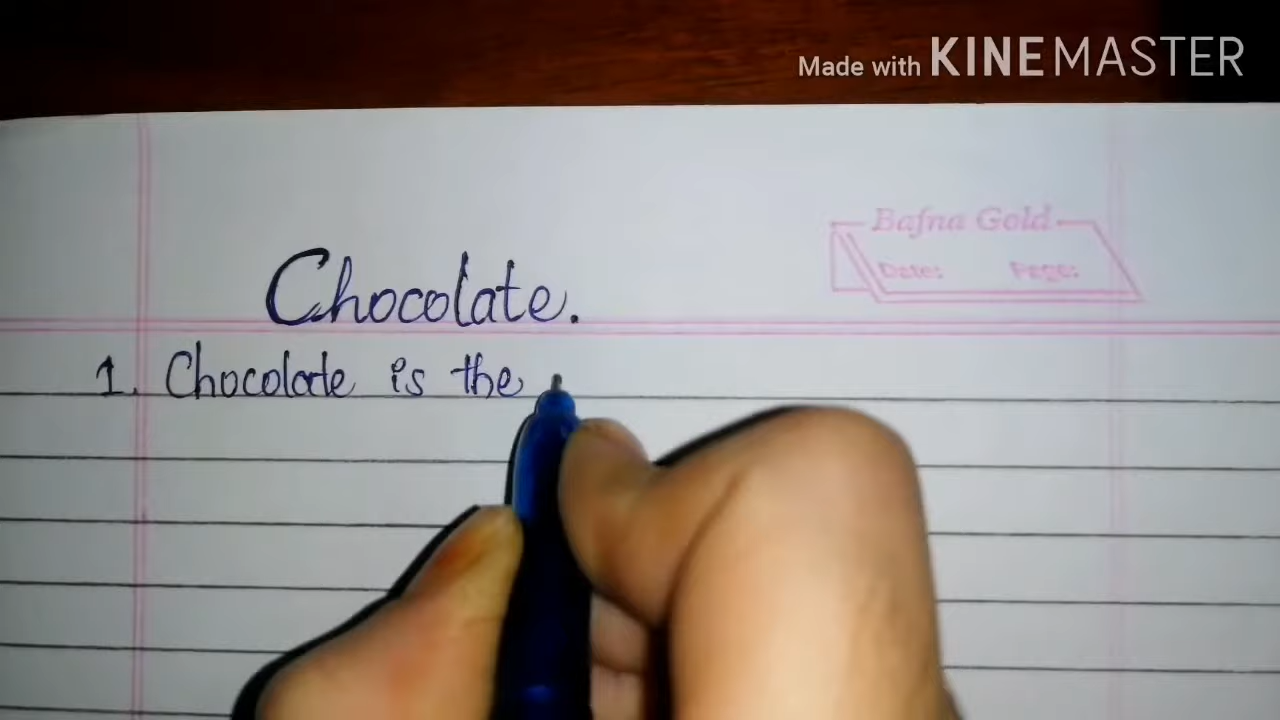 Made with KINEMASTER
Bafna Gold
Date: Page:
Chocolate.
1. Chocolate is the